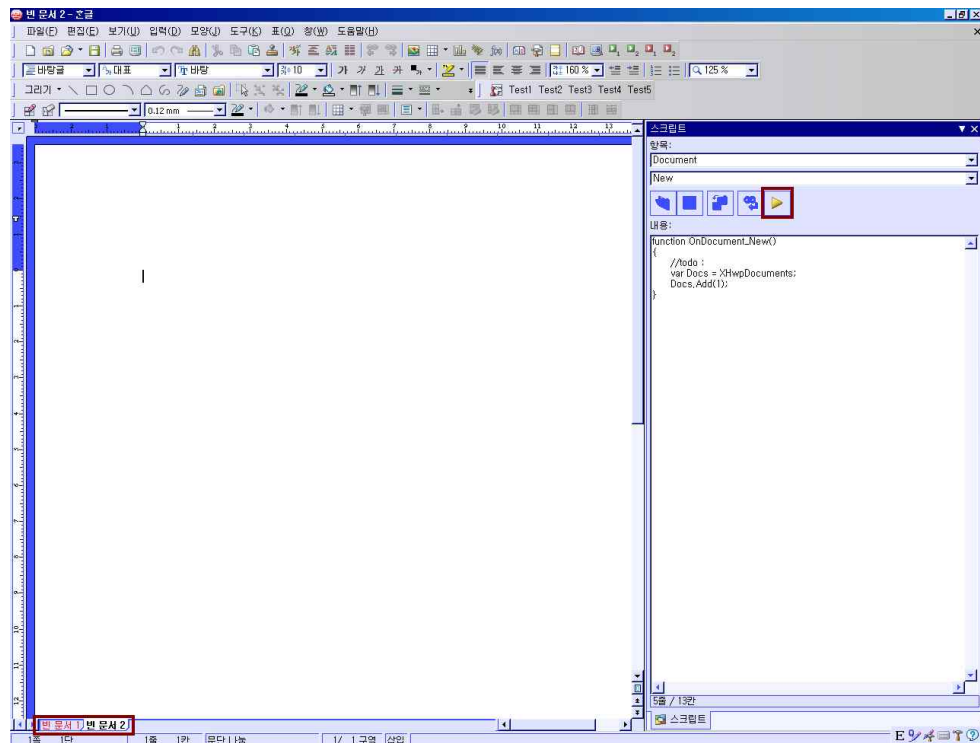 빈 문서 2 - 흐글
파일(F) 편집(E) 보기(U) 입력(D) 모양(J) 도구(K) 표(Q) 창(W) 도움말(H)
바탕글 대표 바탕 10 가 가 가 가 160 % 125 %
그리기 Test1 Test2 Test3 Test4 Test5
0.12 mm
스크립트
항목:
Document
New
내용:
function OnDocument_New()
{
//todo :
var Docs = XHwpDocuments;
Docs.Add(1);
}
5줄 / 13칸
스크립트
빈 문서 1 빈 문서 2
1쪽 1단 1줄 1칸 문단 나눔 1/ 1 구역 삽입